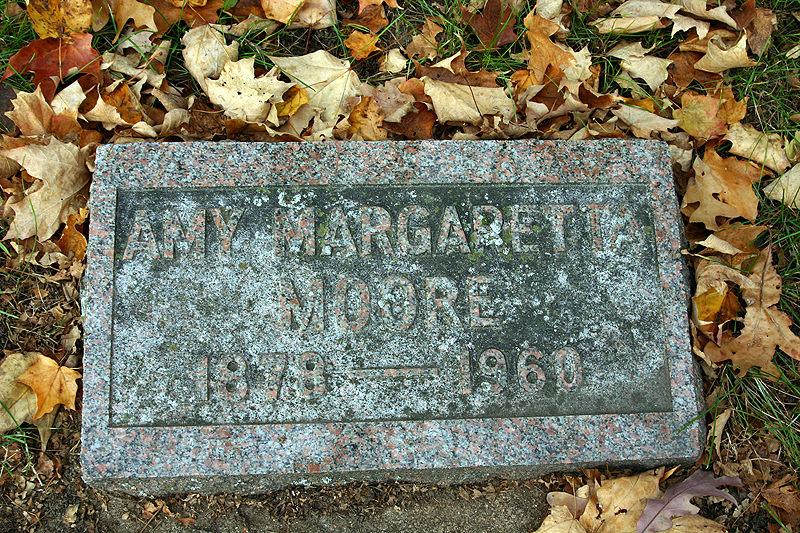 AMY MARGARETTA
MOORE
1878 — 1960